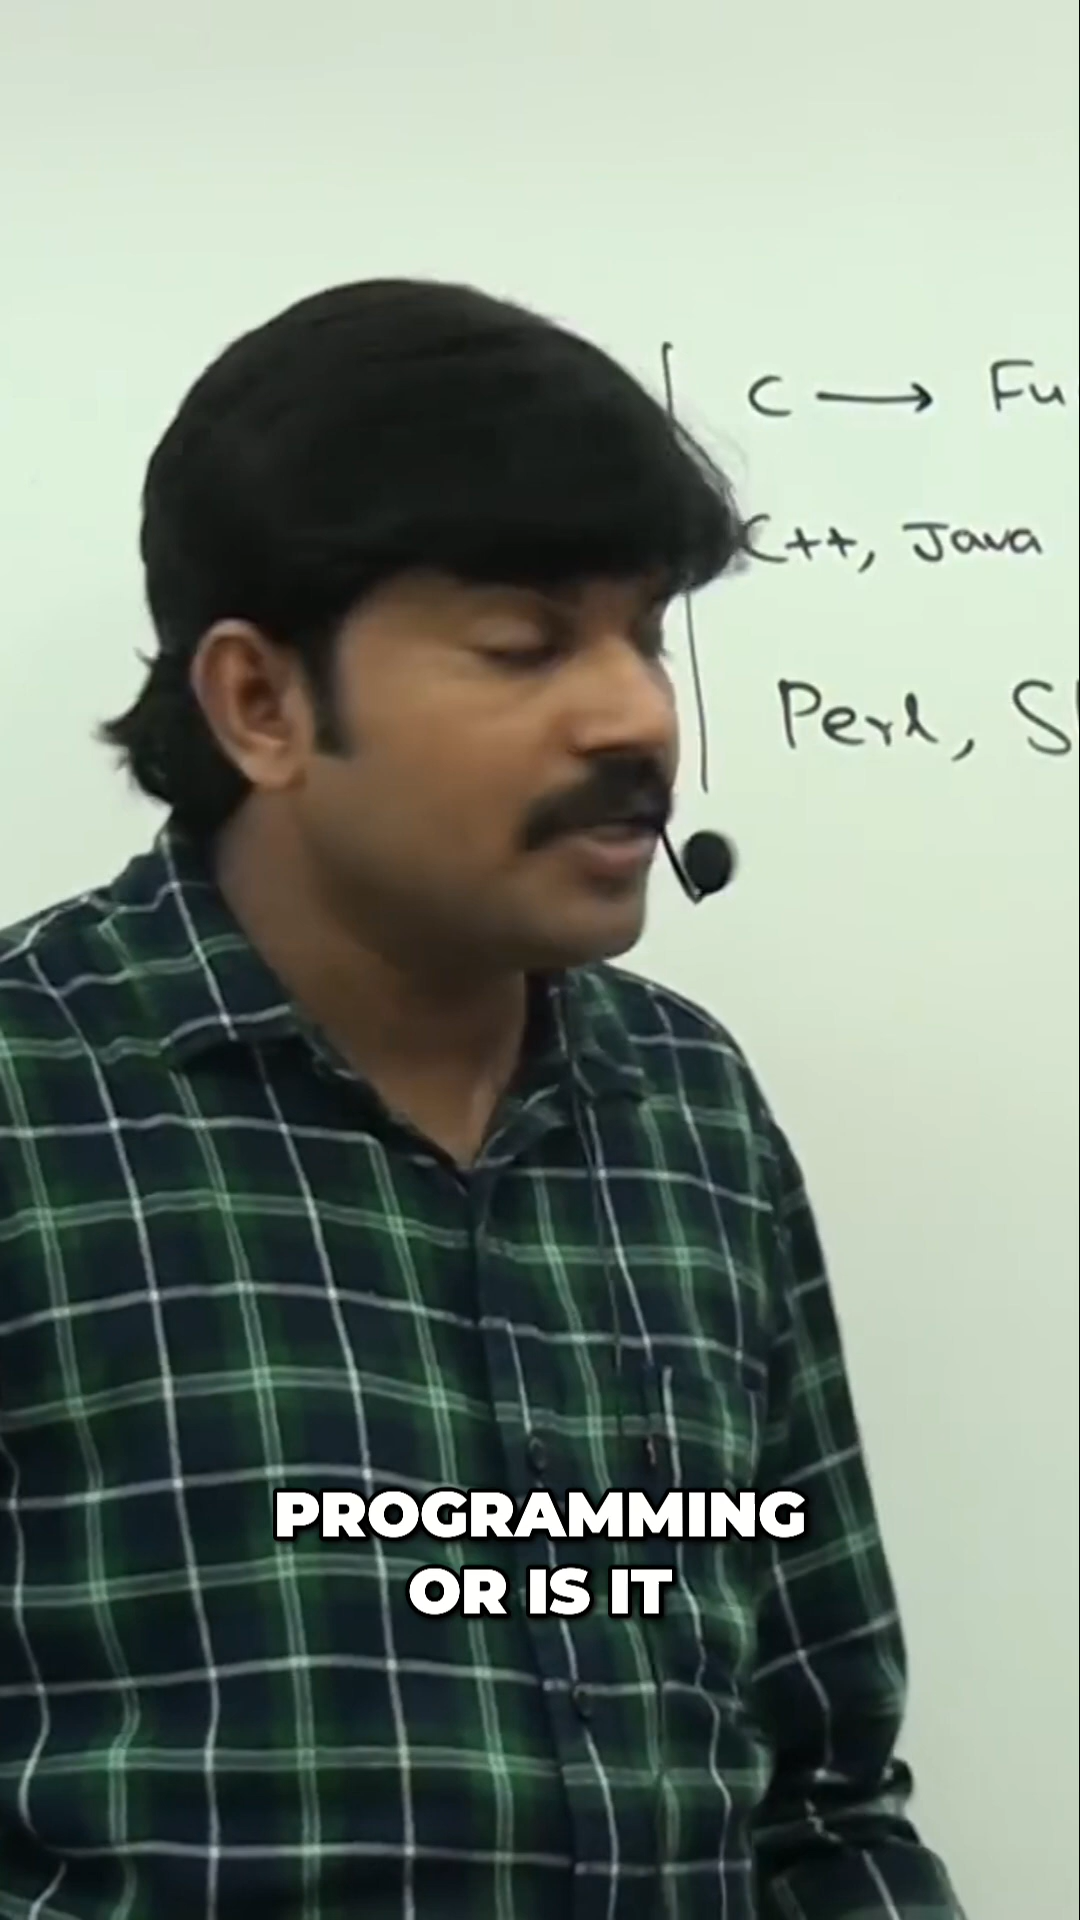 C → Fu
C++, Java
Perl, S
PROGRAMMING
OR IS IT